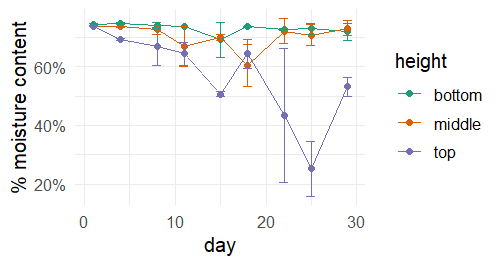 % moisture content
60%
40%
20%
0
10
20
30
day
height
bottom
middle
top